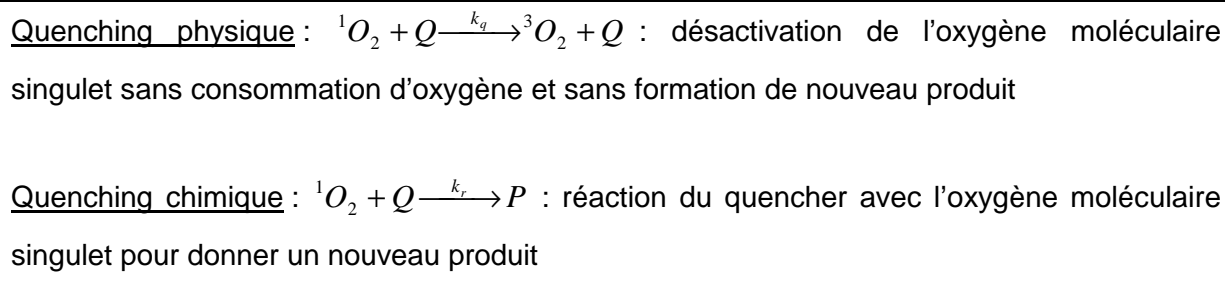 Quenching physique : ¹O₂ + Q —k_q→ ³O₂ + Q : désactivation de l'oxygène moléculaire
singulet sans consommation d'oxygène et sans formation de nouveau produit
Quenching chimique : ¹O₂ + Q —k_r→ P : réaction du quencher avec l'oxygène moléculaire
singulet pour donner un nouveau produit